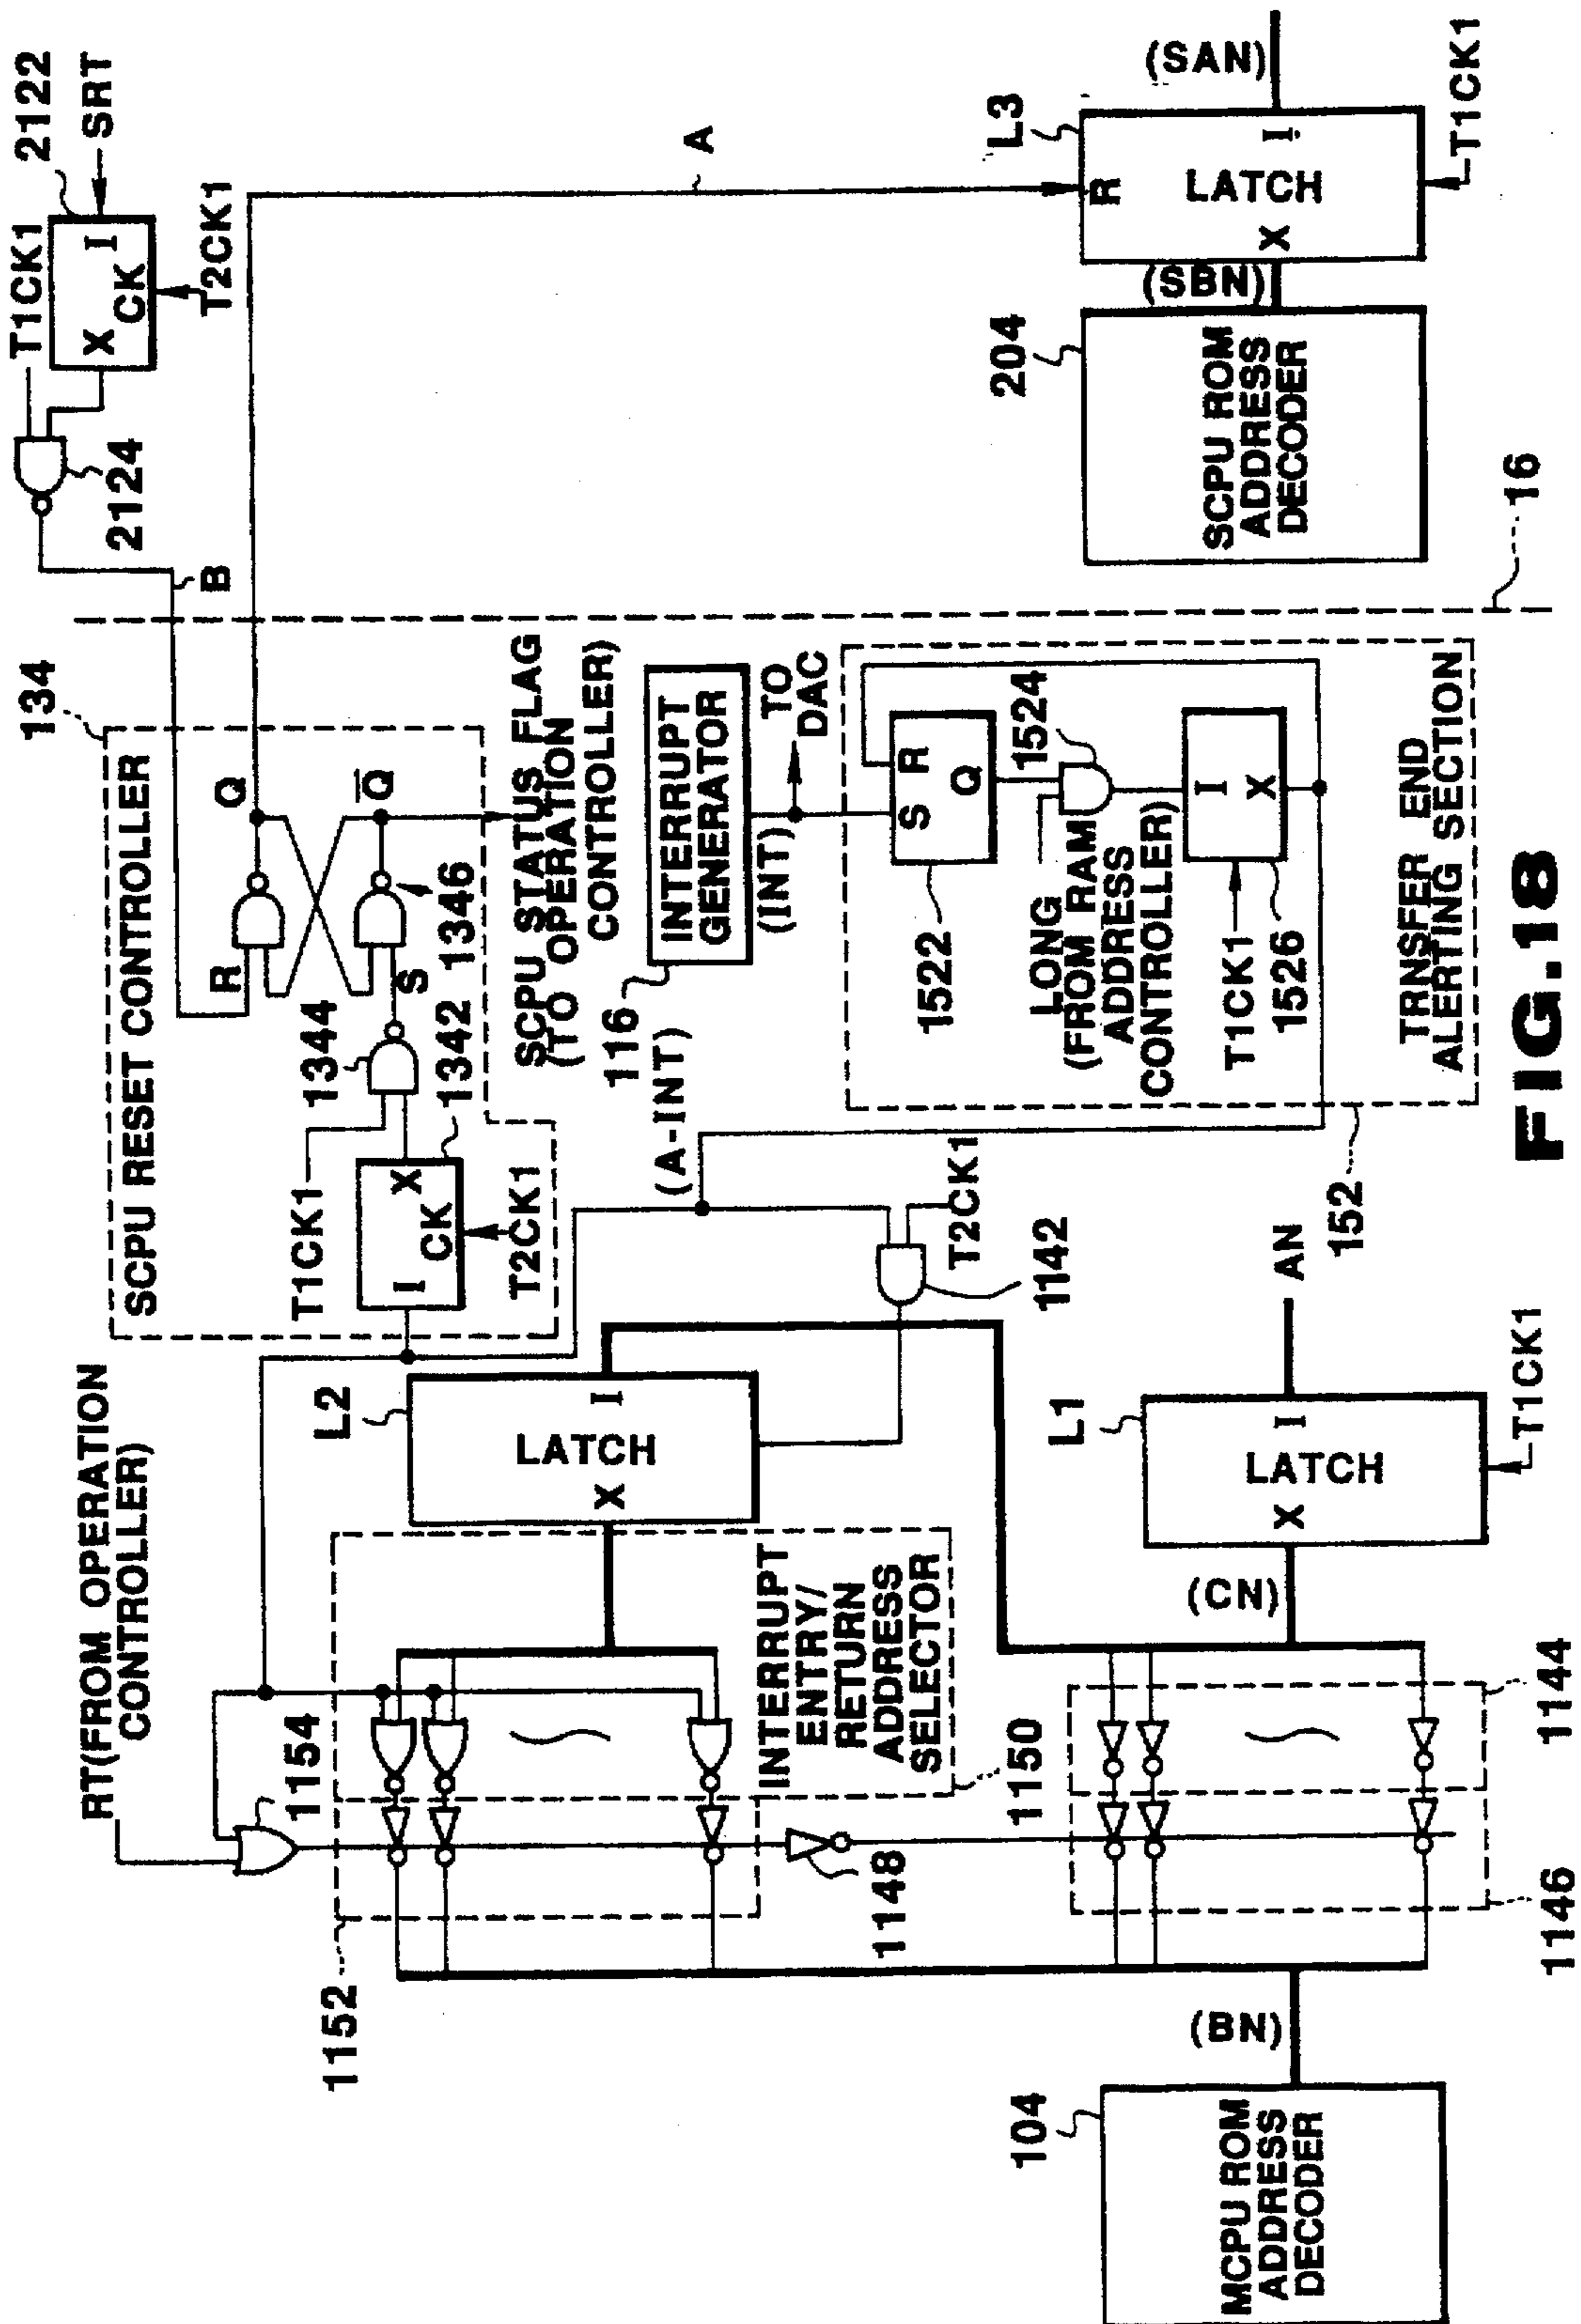 RT(FROM OPERATION
CONTROLLER)
SCPU RESET CONTROLLER
134
T1CK1
2122
SRT
X
I
CK
T2CK1
2124
B
Q
A
R
Q
S
1346
1344
1342
T1CK1
I
X
CK
T2CK1
SCPU STATUS FLAG
(TO OPERATION
CONTROLLER)
1154
L2
I
LATCH
X
INTERRUPT
ENTRY/
RETURN
ADDRESS
SELECTOR
1150
1152
1148
116
INTERRUPT
GENERATOR
(INT)
TO
DAC
(A-INT)
T2CK1
1142
1522
S
R
Q
1524
LONG
(FROM RAM
ADDRESS
CONTROLLER)
I
X
T1CK1
1526
TRNSFER END
ALERTING SECTION
152
204
SCPU ROM
ADDRESS
DECODER
(SBN)
L3
R
LATCH
X
I
(SAN)
T1CK1
16
104
MCPU ROM
ADDRESS
DECODER
(BN)
1146
1144
(CN)
L1
X
LATCH
I
AN
T1CK1
FIG.18